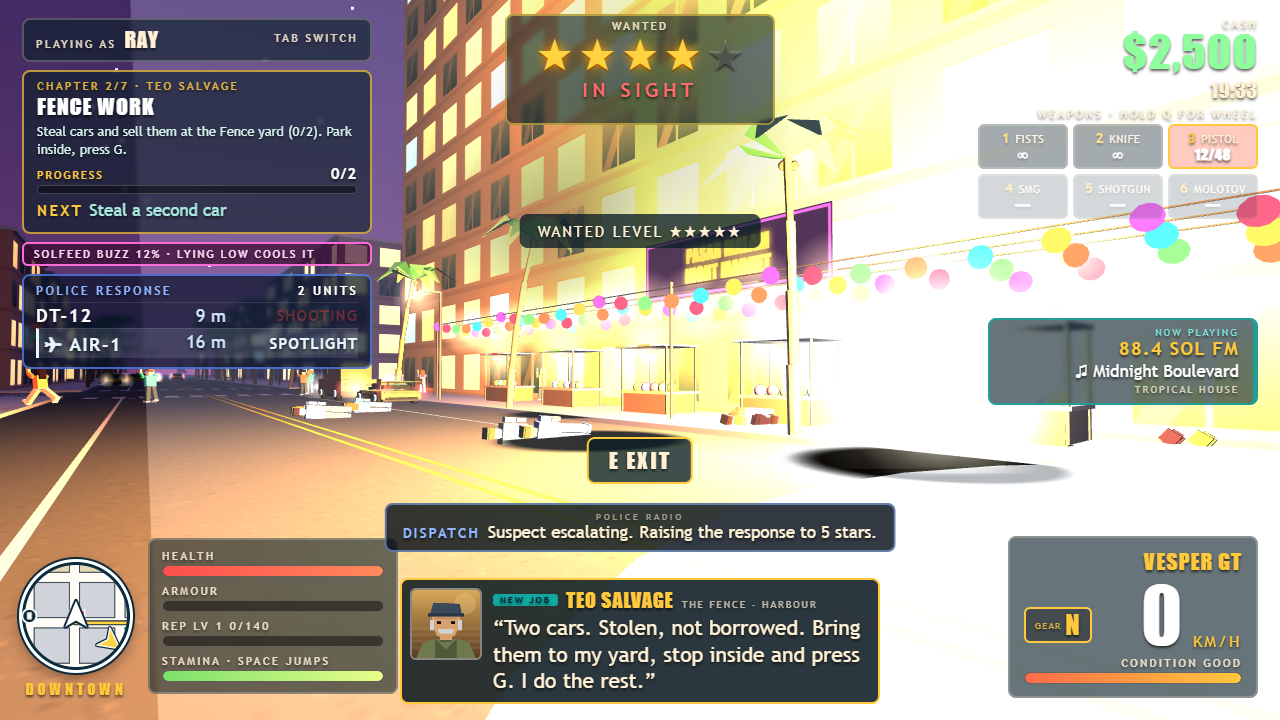 PLAYING AS RAY TAB SWITCH
CHAPTER 2/7 · TEO SALVAGE
FENCE WORK
Steal cars and sell them at the Fence yard (0/2). Park
inside, press G.
PROGRESS 0/2
NEXT Steal a second car
SOLFEED BUZZ 12% · LYING LOW COOLS IT
POLICE RESPONSE 2 UNITS
DT-12 9 m SHOOTING
AIR-1 16 m SPOTLIGHT
WANTED
IN SIGHT
WANTED LEVEL ★★★★★
CASH
$2,500
19:33
WEAPONS · HOLD Q FOR WHEEL
1 FISTS
∞
2 KNIFE
∞
3 PISTOL
12/48
4 SMG
—
5 SHOTGUN
—
6 MOLOTOV
—
NOW PLAYING
88.4 SOL FM
♫ Midnight Boulevard
TROPICAL HOUSE
E EXIT
POLICE RADIO
DISPATCH Suspect escalating. Raising the response to 5 stars.
HEALTH
ARMOUR
REP LV 1 0/140
STAMINA · SPACE JUMPS
DOWNTOWN
NEW JOB TEO SALVAGE THE FENCE · HARBOUR
“Two cars. Stolen, not borrowed. Bring
them to my yard, stop inside and press
G. I do the rest.”
VESPER GT
GEAR N
0 KM/H
CONDITION GOOD